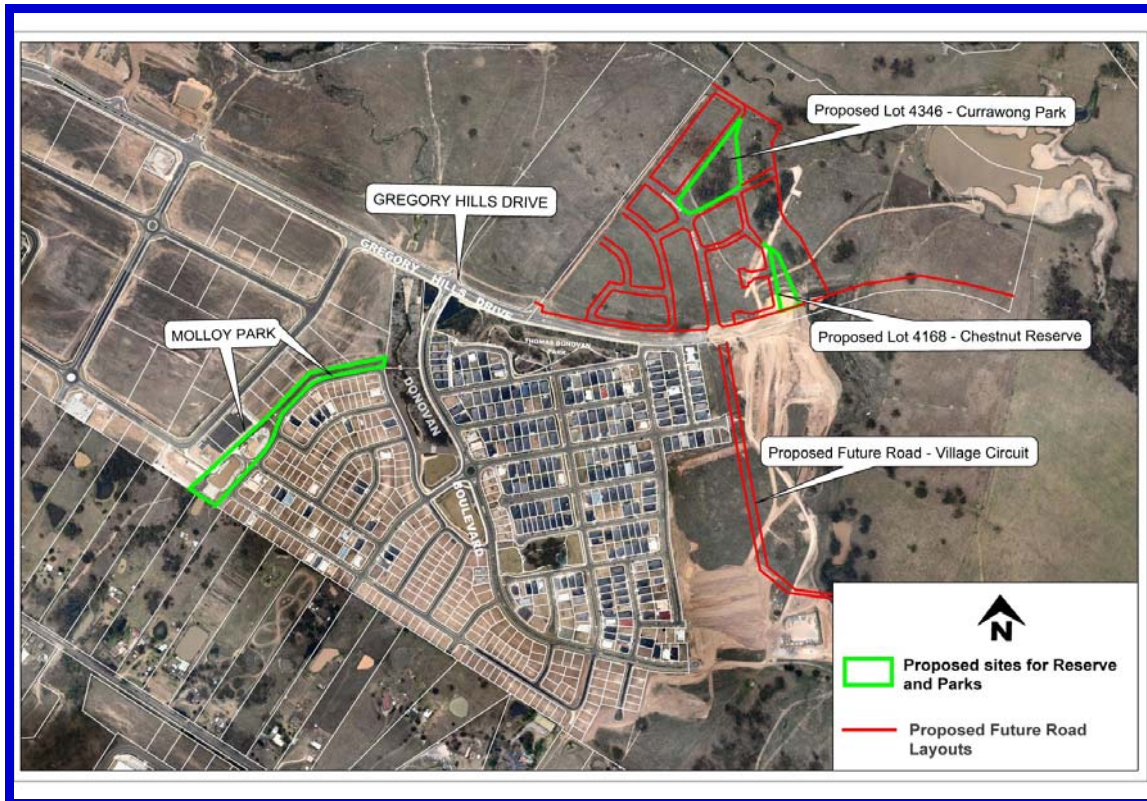 Proposed Lot 4346 - Currawong Park
GREGORY HILLS DRIVE
GREGORY HILLS DRIVE
MOLLOY PARK
THOMAS DONOVAN
PARK
Proposed Lot 4168 - Chestnut Reserve
DONOVAN
BOULEVARD
Proposed Future Road - Village Circuit
N
Proposed sites for Reserve
and Parks
Proposed Future Road
Layouts